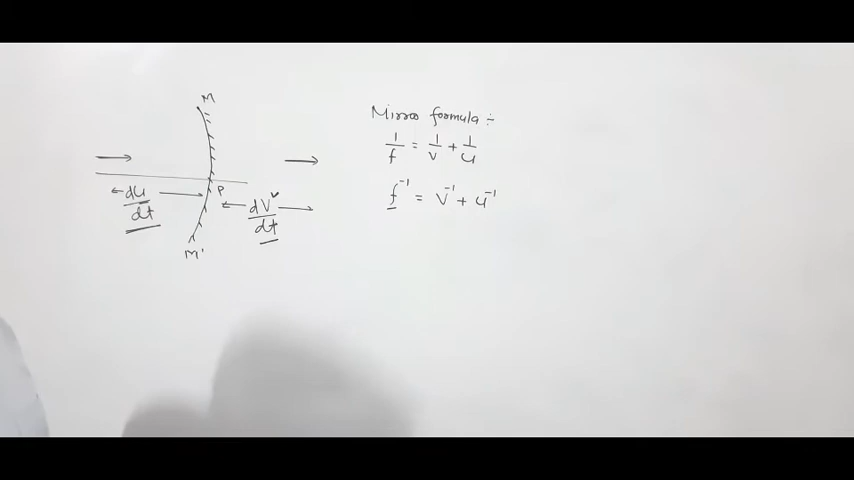 M
P
du
dt
dv
dt
M'
Mirror formula ÷
1/f = 1/v + 1/u
f⁻¹ = v⁻¹ + u⁻¹